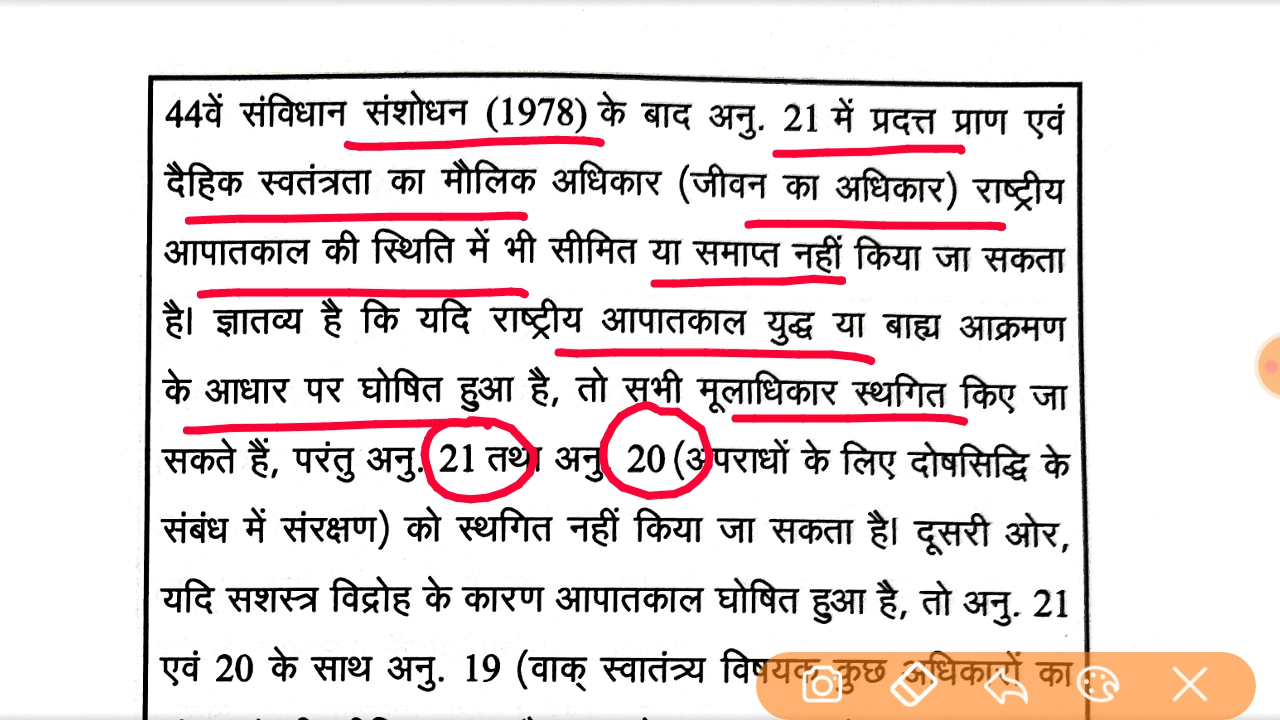 44वें संविधान संशोधन (1978) के बाद अनु. 21 में प्रदत्त प्राण एवं
दैहिक स्वतंत्रता का मौलिक अधिकार (जीवन का अधिकार) राष्ट्रीय
आपातकाल की स्थिति में भी सीमित या समाप्त नहीं किया जा सकता
है। ज्ञातव्य है कि यदि राष्ट्रीय आपातकाल युद्ध या बाह्य आक्रमण
के आधार पर घोषित हुआ है, तो सभी मूलाधिकार स्थगित किए जा
सकते हैं, परंतु अनु. 21 तथा अनु. 20 (अपराधों के लिए दोषसिद्धि के
संबंध में संरक्षण) को स्थगित नहीं किया जा सकता है। दूसरी ओर,
यदि सशस्त्र विद्रोह के कारण आपातकाल घोषित हुआ है, तो अनु. 21
एवं 20 के साथ अनु. 19 (वाक् स्वातंत्र्य विषयक कुछ अधिकारों का